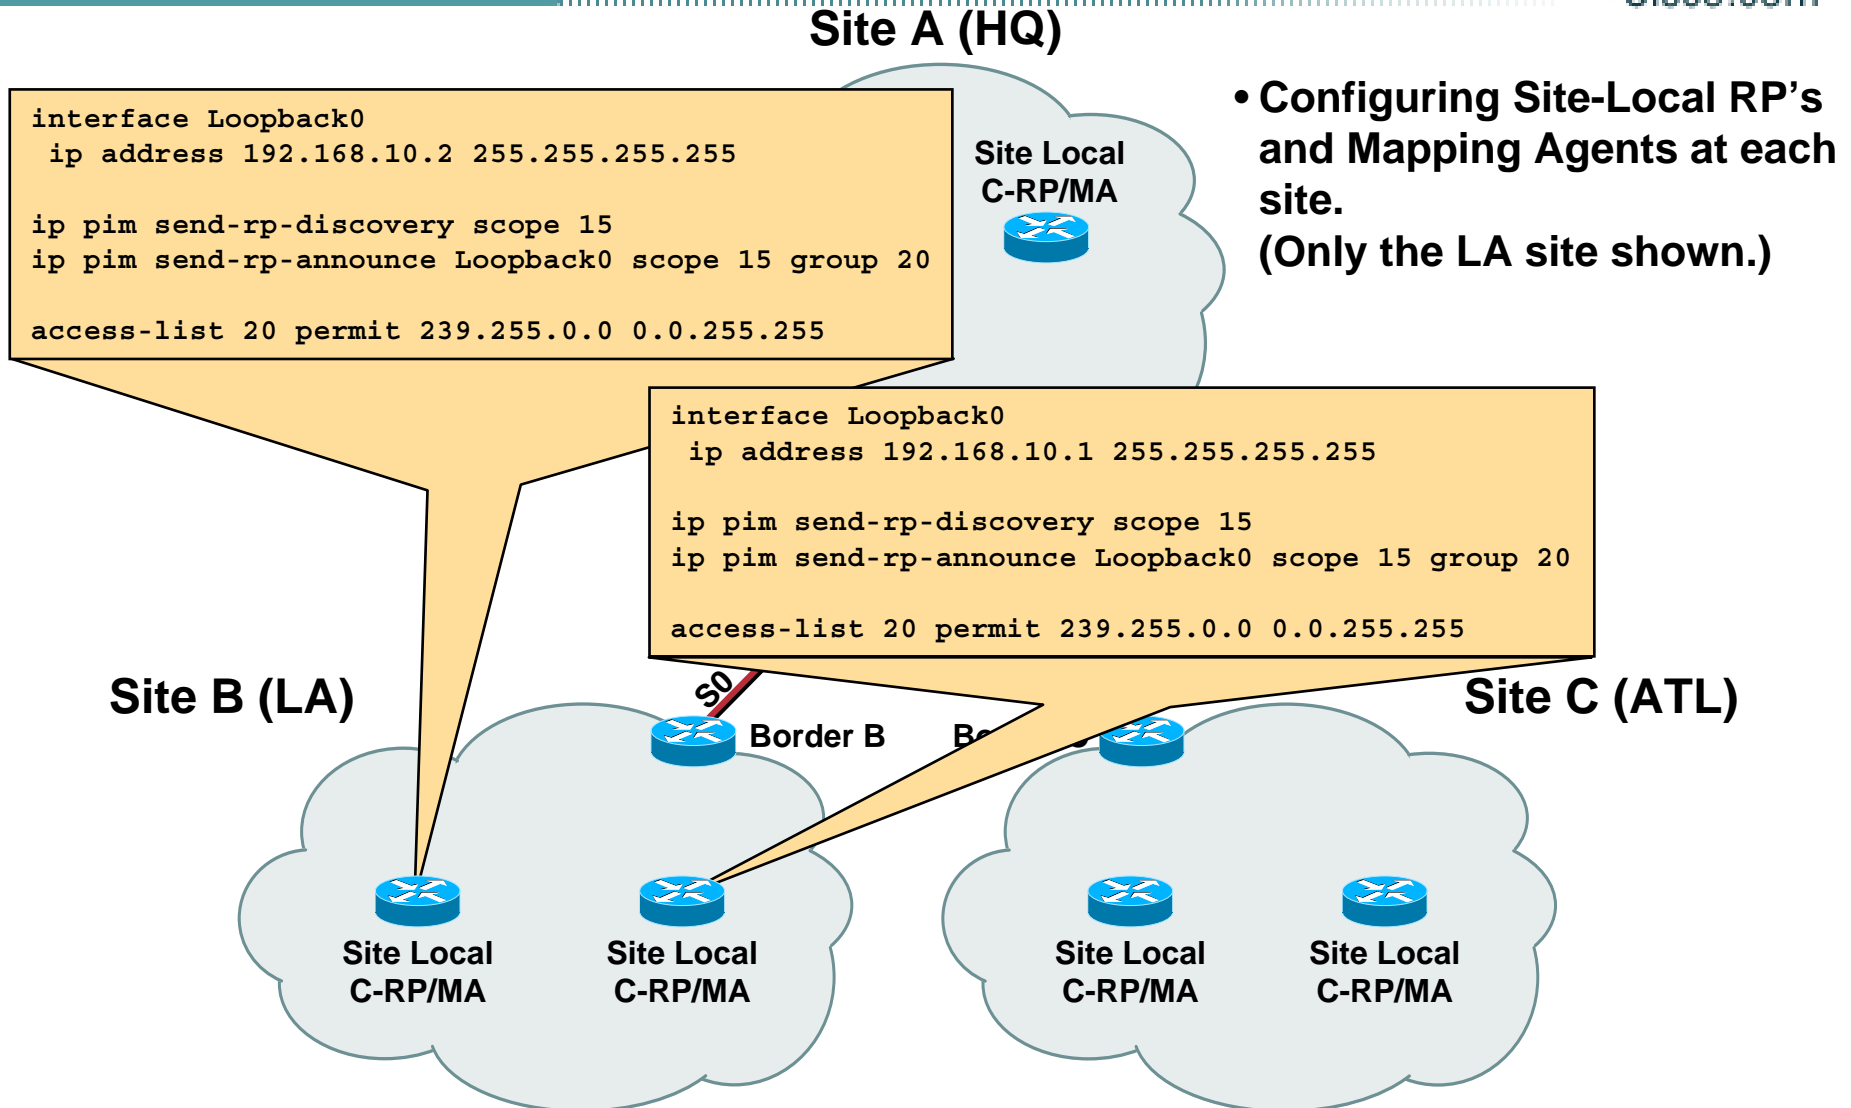 Site A (HQ)
interface Loopback0
ip address 192.168.10.2 255.255.255.255
ip pim send-rp-discovery scope 15
ip pim send-rp-announce Loopback0 scope 15 group 20
access-list 20 permit 239.255.0.0 0.0.255.255
Site Local
C-RP/MA
• Configuring Site-Local RP’s
and Mapping Agents at each
site.
(Only the LA site shown.)
interface Loopback0
ip address 192.168.10.1 255.255.255.255
ip pim send-rp-discovery scope 15
ip pim send-rp-announce Loopback0 scope 15 group 20
access-list 20 permit 239.255.0.0 0.0.255.255
Site B (LA)
S0
Border B
Site C (ATL)
Site Local
C-RP/MA
Site Local
C-RP/MA
Site Local
C-RP/MA
Site Local
C-RP/MA